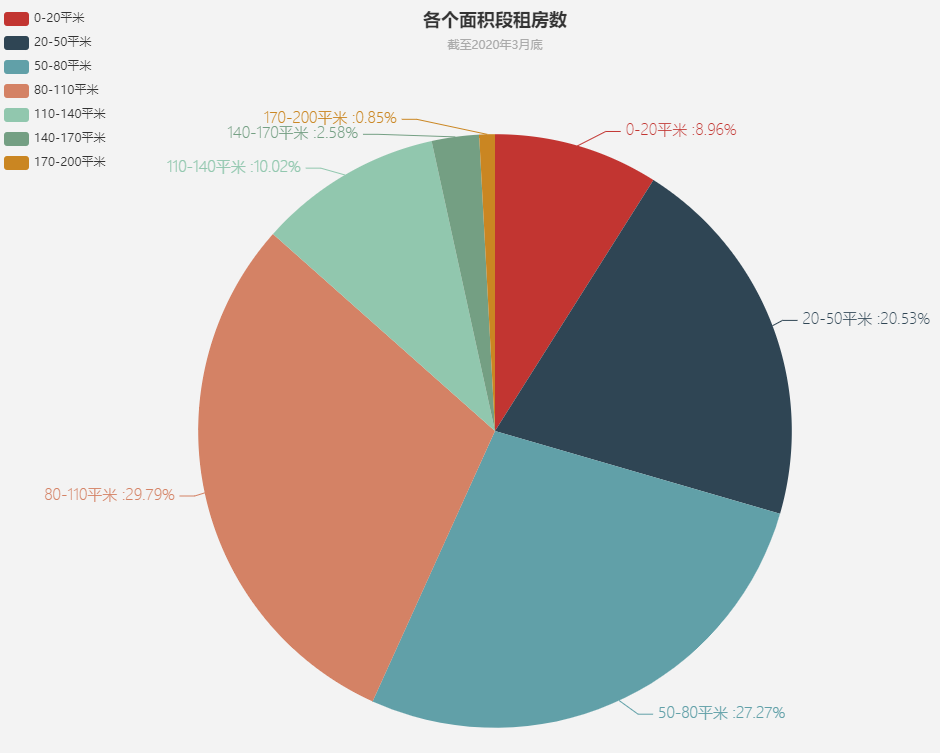 各个面积段租房数
截至2020年3月底
0-20平米
20-50平米
50-80平米
80-110平米
110-140平米
140-170平米
170-200平米
170-200平米 :0.85%
140-170平米 :2.58%
0-20平米 :8.96%
110-140平米 :10.02%
20-50平米 :20.53%
80-110平米 :29.79%
50-80平米 :27.27%